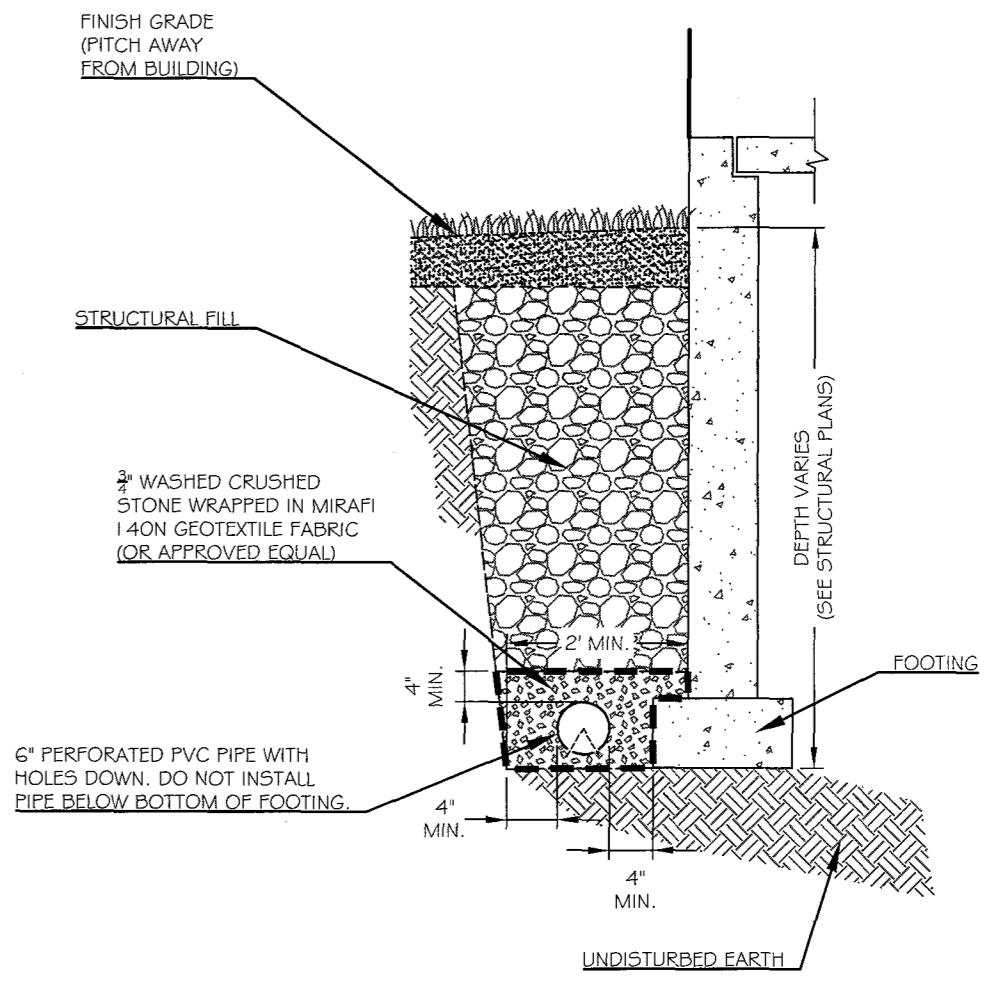 FINISH GRADE
(PITCH AWAY
FROM BUILDING)
STRUCTURAL FILL
3/4" WASHED CRUSHED
STONE WRAPPED IN MIRAFI
140N GEOTEXTILE FABRIC
(OR APPROVED EQUAL)
DEPTH VARIES
(SEE STRUCTURAL PLANS)
2' MIN.
4"
MIN.
FOOTING
6" PERFORATED PVC PIPE WITH
HOLES DOWN. DO NOT INSTALL
PIPE BELOW BOTTOM OF FOOTING.
4"
MIN.
4"
MIN.
UNDISTURBED EARTH